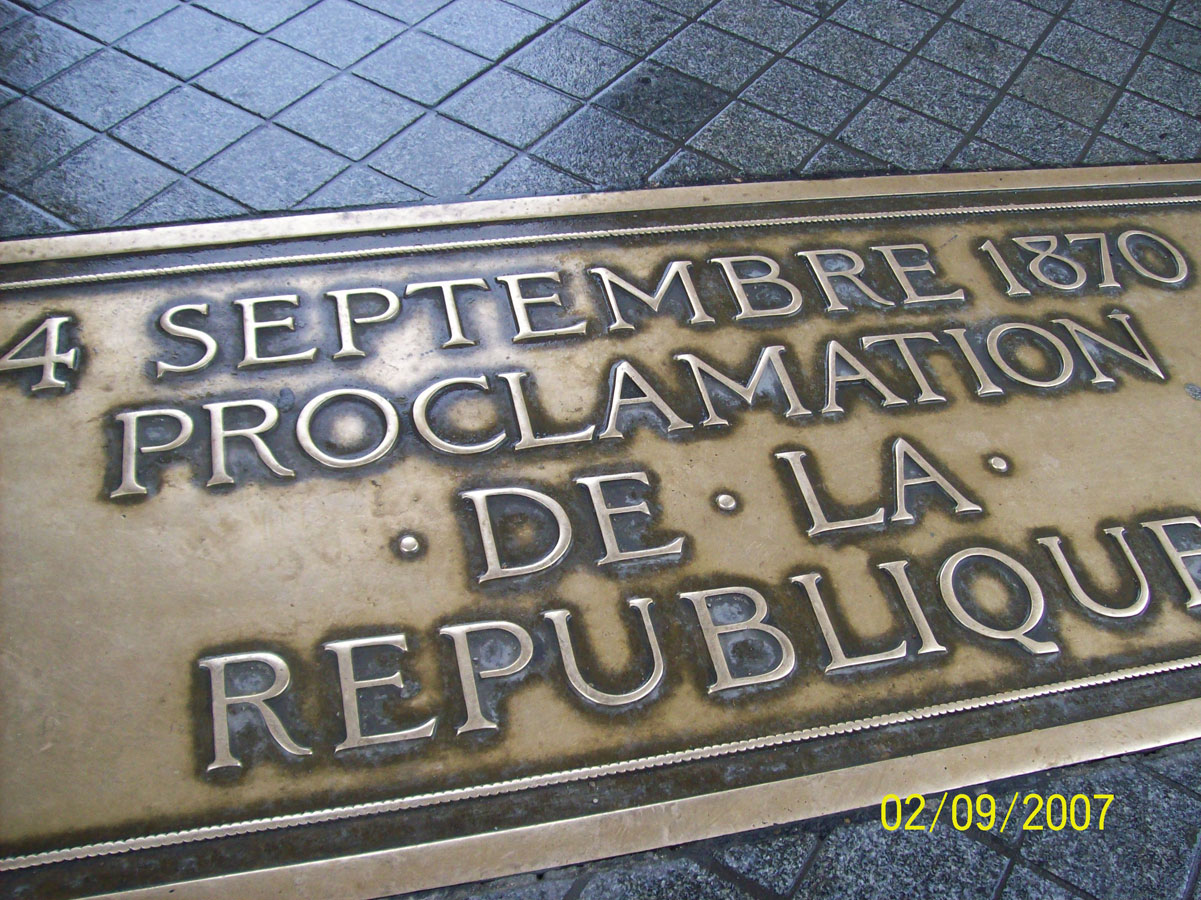 4 SEPTEMBRE 1870
PROCLAMATION
· DE · LA ·
REPUBLIQUE
02/09/2007